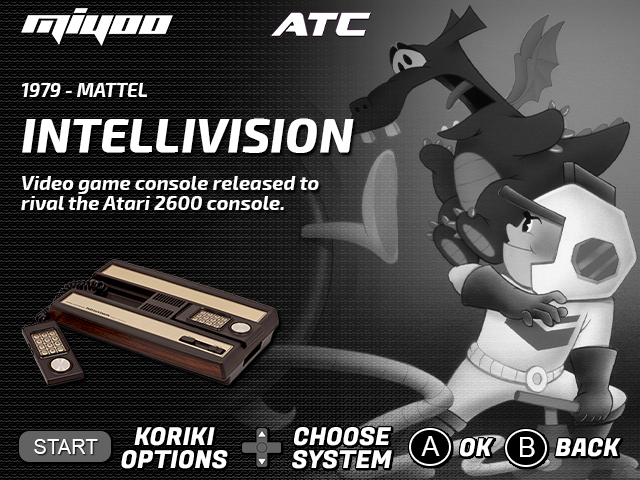 miyoo
ATC
1979 - MATTEL
INTELLIVISION
Video game console released to
rival the Atari 2600 console.
START
KORIKI
OPTIONS
CHOOSE
SYSTEM
A OK
B BACK